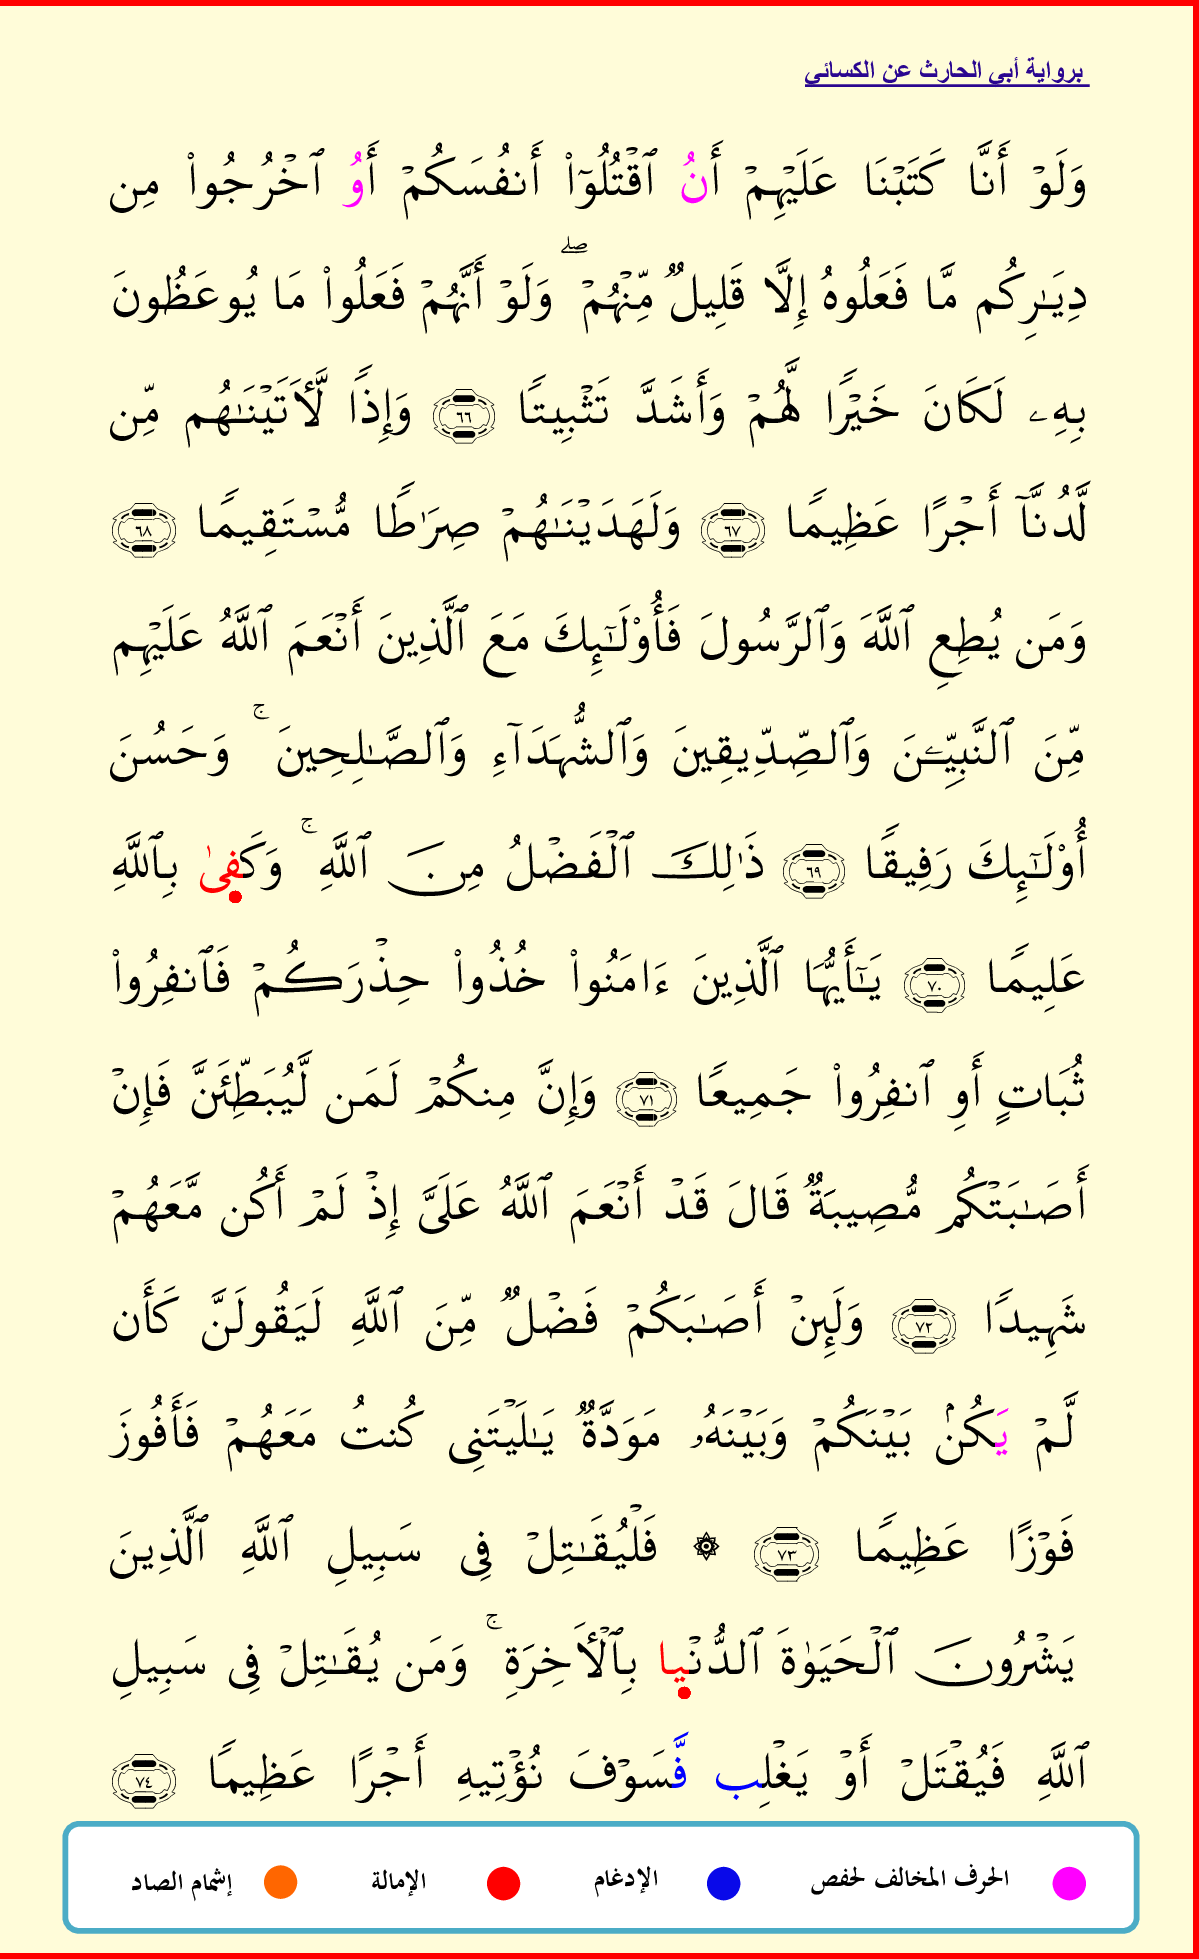 برواية أبي الحارث عن الكسائي
وَلَوۡ أَنَّا كَتَبۡنَا عَلَيۡهِمۡ أَنُ ٱقۡتُلُوٓاْ أَنفُسَكُمۡ أَوُ ٱخۡرُجُواْ مِن
دِيَٰرِكُم مَّا فَعَلُوهُ إِلَّا قَلِيلٞ مِّنۡهُمۡۖ وَلَوۡ أَنَّهُمۡ فَعَلُواْ مَا يُوعَظُونَ
بِهِۦ لَكَانَ خَيۡرٗا لَّهُمۡ وَأَشَدَّ تَثۡبِيتٗا ٦٦ وَإِذٗا لَّأٓتَيۡنَٰهُم مِّن
لَّدُنَّآ أَجۡرًا عَظِيمٗا ٦٧ وَلَهَدَيۡنَٰهُمۡ صِرَٰطٗا مُّسۡتَقِيمٗا ٦٨
وَمَن يُطِعِ ٱللَّهَ وَٱلرَّسُولَ فَأُوْلَٰٓئِكَ مَعَ ٱلَّذِينَ أَنۡعَمَ ٱللَّهُ عَلَيۡهِم
مِّنَ ٱلنَّبِيِّـۧنَ وَٱلصِّدِّيقِينَ وَٱلشُّهَدَآءِ وَٱلصَّٰلِحِينَۚ وَحَسُنَ
أُوْلَٰٓئِكَ رَفِيقٗا ٦٩ ذَٰلِكَ ٱلۡفَضۡلُ مِنَ ٱللَّهِۚ وَكَفِىٰ بِٱللَّهِ
عَلِيمٗا ٧٠ يَٰٓأَيُّهَا ٱلَّذِينَ ءَامَنُواْ خُذُواْ حِذۡرَكُمۡ فَٱنفِرُواْ
ثُبَاتٍ أَوِ ٱنفِرُواْ جَمِيعٗا ٧١ وَإِنَّ مِنكُمۡ لَمَن لَّيُبَطِّئَنَّ فَإِنۡ
أَصَٰبَتۡكُم مُّصِيبَةٞ قَالَ قَدۡ أَنۡعَمَ ٱللَّهُ عَلَيَّ إِذۡ لَمۡ أَكُن مَّعَهُمۡ
شَهِيدٗا ٧٢ وَلَئِنۡ أَصَٰبَكُمۡ فَضۡلٞ مِّنَ ٱللَّهِ لَيَقُولَنَّ كَأَن
لَّمۡ يَكُنۢ بَيۡنَكُمۡ وَبَيۡنَهُۥ مَوَدَّةٞ يَٰلَيۡتَنِي كُنتُ مَعَهُمۡ فَأَفُوزَ
فَوۡزًا عَظِيمٗا ٧٣ ۞ فَلۡيُقَٰتِلۡ فِي سَبِيلِ ٱللَّهِ ٱلَّذِينَ
يَشۡرُونَ ٱلۡحَيَوٰةَ ٱلدُّنۡيا بِٱلۡأٓخِرَةِۚ وَمَن يُقَٰتِلۡ فِي سَبِيلِ
ٱللَّهِ فَيُقۡتَلۡ أَوۡ يَغۡلِب فَّسَوۡفَ نُؤۡتِيهِ أَجۡرًا عَظِيمٗا ٧٤
الحرف المخالف لحفص الإدغام الإمالة إشمام الصاد